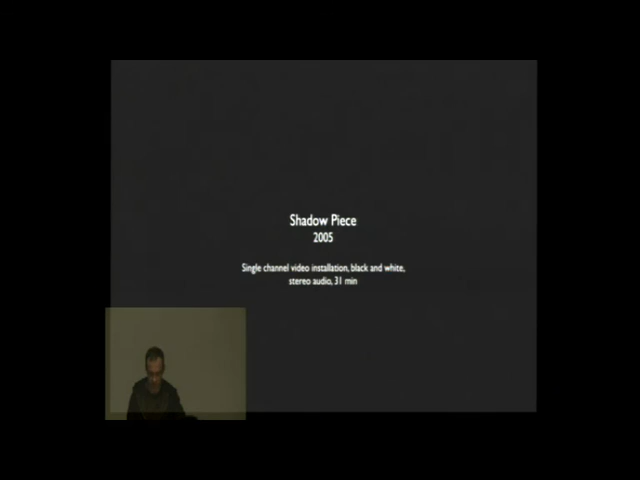 Shadow Piece
2005
Single channel video installation, black and white,
stereo audio, 31 min